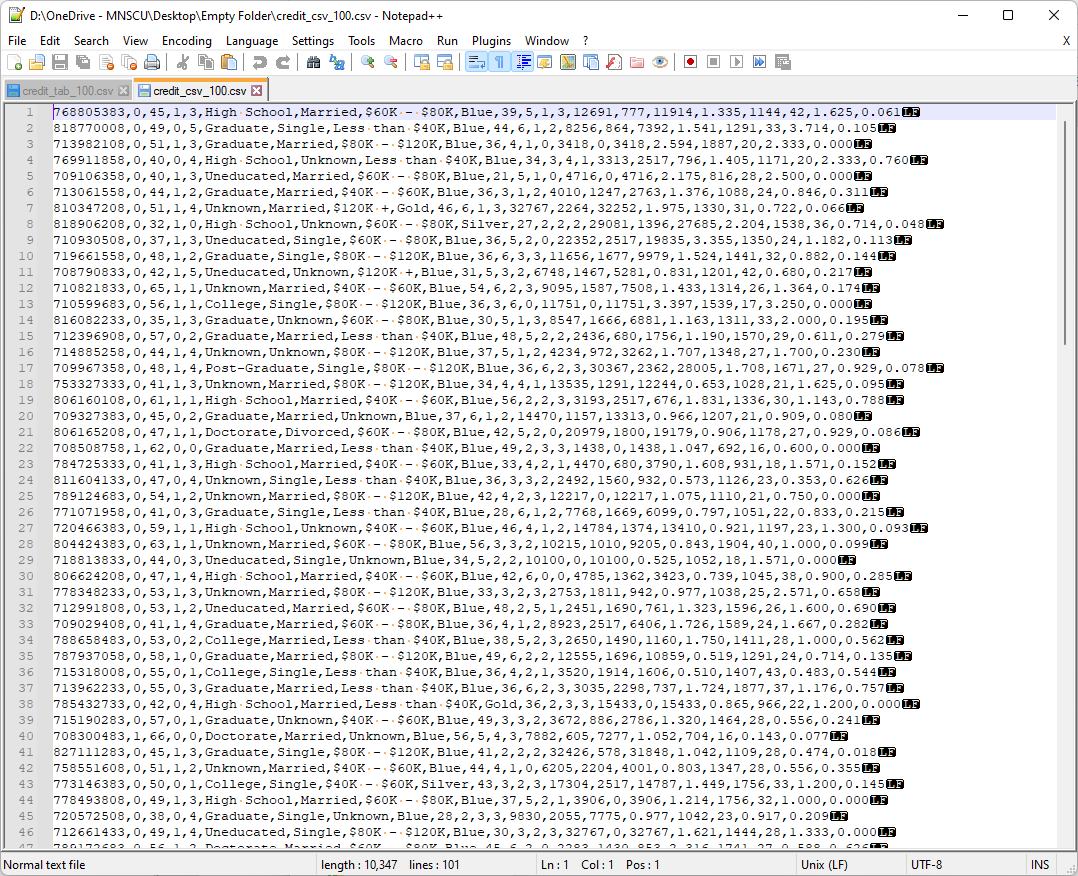 D:\OneDrive - MNSCU\Desktop\Empty Folder\credit_csv_100.csv - Notepad++
File Edit Search View Encoding Language Settings Tools Macro Run Plugins Window ? X
credit_tab_100.csv credit_csv_100.csv
1 768805383,0,45,1,3,High School,Married,$60K - $80K,Blue,39,5,1,3,12691,777,11914,1.335,1144,42,1.625,0.061LF
2 818770008,0,49,0,5,Graduate,Single,Less than $40K,Blue,44,6,1,2,8256,864,7392,1.541,1291,33,3.714,0.105LF
3 713982108,0,51,1,3,Graduate,Married,$80K - $120K,Blue,36,4,1,0,3418,0,3418,2.594,1887,20,2.333,0.000LF
4 769911858,0,40,0,4,High School,Unknown,Less than $40K,Blue,34,3,4,1,3313,2517,796,1.405,1171,20,2.333,0.760LF
5 709106358,0,40,1,3,Uneducated,Married,$60K - $80K,Blue,21,5,1,0,4716,0,4716,2.175,816,28,2.500,0.000LF
6 713061558,0,44,1,2,Graduate,Married,$40K - $60K,Blue,36,3,1,2,4010,1247,2763,1.376,1088,24,0.846,0.311LF
7 810347208,0,51,1,4,Unknown,Married,$120K +,Gold,46,6,1,3,32767,2264,32252,1.975,1330,31,0.722,0.066LF
8 818906208,0,32,1,0,High School,Unknown,$60K - $80K,Silver,27,2,2,2,29081,1396,27685,2.204,1538,36,0.714,0.048LF
9 710930508,0,37,1,3,Uneducated,Single,$60K - $80K,Blue,36,5,2,0,22352,2517,19835,3.355,1350,24,1.182,0.113LF
10 719661558,0,48,1,2,Graduate,Single,$80K - $120K,Blue,36,6,3,3,11656,1677,9979,1.524,1441,32,0.882,0.144LF
11 708790833,0,42,1,5,Uneducated,Unknown,$120K +,Blue,31,5,3,2,6748,1467,5281,0.831,1201,42,0.680,0.217LF
12 710821833,0,65,1,1,Unknown,Married,$40K - $60K,Blue,54,6,2,3,9095,1587,7508,1.433,1314,26,1.364,0.174LF
13 710599683,0,56,1,1,College,Single,$80K - $120K,Blue,36,3,6,0,11751,0,11751,3.397,1539,17,3.250,0.000LF
14 816082233,0,35,1,3,Graduate,Unknown,$60K - $80K,Blue,30,5,1,3,8547,1666,6881,1.163,1311,33,2.000,0.195LF
15 712396908,0,57,0,2,Graduate,Married,Less than $40K,Blue,48,5,2,2,2436,680,1756,1.190,1570,29,0.611,0.279LF
16 714885258,0,44,1,4,Unknown,Unknown,$80K - $120K,Blue,37,5,1,2,4234,972,3262,1.707,1348,27,1.700,0.230LF
17 709967358,0,48,1,4,Post-Graduate,Single,$80K - $120K,Blue,36,6,2,3,30367,2362,28005,1.708,1671,27,0.929,0.078LF
18 753327333,0,41,1,3,Unknown,Married,$80K - $120K,Blue,34,4,4,1,13535,1291,12244,0.653,1028,21,1.625,0.095LF
19 806160108,0,61,1,1,High School,Married,$40K - $60K,Blue,56,2,2,3,3193,2517,676,1.831,1336,30,1.143,0.788LF
20 709327383,0,45,0,2,Graduate,Married,Unknown,Blue,37,6,1,2,14470,1157,13313,0.966,1207,21,0.909,0.080LF
21 806165208,0,47,1,1,Doctorate,Divorced,$60K - $80K,Blue,42,5,2,0,20979,1800,19179,0.906,1178,27,0.929,0.086LF
22 708508758,1,62,0,0,Graduate,Married,Less than $40K,Blue,49,2,3,3,1438,0,1438,1.047,692,16,0.600,0.000LF
23 784725333,0,41,1,3,High School,Married,$40K - $60K,Blue,33,4,2,1,4470,680,3790,1.608,931,18,1.571,0.152LF
24 811604133,0,47,0,4,Unknown,Single,Less than $40K,Blue,36,3,3,2,2492,1560,932,0.573,1126,23,0.353,0.626LF
25 789124683,0,54,1,2,Unknown,Married,$80K - $120K,Blue,42,4,2,3,12217,0,12217,1.075,1110,21,0.750,0.000LF
26 771071958,0,41,0,3,Graduate,Single,Less than $40K,Blue,28,6,1,2,7768,1669,6099,0.797,1051,22,0.833,0.215LF
27 720466383,0,59,1,1,High School,Unknown,$40K - $60K,Blue,46,4,1,2,14784,1374,13410,0.921,1197,23,1.300,0.093LF
28 804424383,0,63,1,1,Unknown,Married,$60K - $80K,Blue,56,3,3,2,10215,1010,9205,0.843,1904,40,1.000,0.099LF
29 718813833,0,44,0,3,Uneducated,Single,Unknown,Blue,34,5,2,2,10100,0,10100,0.525,1052,18,1.571,0.000LF
30 806624208,0,47,1,4,High School,Married,$40K - $60K,Blue,42,6,0,0,4785,1362,3423,0.739,1045,38,0.900,0.285LF
31 778348233,0,53,1,3,Unknown,Married,$80K - $120K,Blue,33,3,2,3,2753,1811,942,0.977,1038,25,2.571,0.658LF
32 712991808,0,53,1,2,Uneducated,Married,$60K - $80K,Blue,48,2,5,1,2451,1690,761,1.323,1596,26,1.600,0.690LF
33 709029408,0,41,1,4,Graduate,Married,$60K - $80K,Blue,36,4,1,2,8923,2517,6406,1.726,1589,24,1.667,0.282LF
34 788658483,0,53,0,2,College,Married,Less than $40K,Blue,38,5,2,3,2650,1490,1160,1.750,1411,28,1.000,0.562LF
35 787937058,0,58,1,0,Graduate,Married,$80K - $120K,Blue,49,6,2,2,12555,1696,10859,0.519,1291,24,0.714,0.135LF
36 715318008,0,55,0,1,College,Single,Less than $40K,Blue,36,4,2,1,3520,1914,1606,0.510,1407,43,0.483,0.544LF
37 713962233,0,55,0,3,Graduate,Married,Less than $40K,Blue,36,6,2,3,3035,2298,737,1.724,1877,37,1.176,0.757LF
38 785432733,0,42,0,4,High School,Married,Less than $40K,Gold,36,2,3,3,15433,0,15433,0.865,966,22,1.200,0.000LF
39 715190283,0,57,0,1,Graduate,Unknown,$40K - $60K,Blue,49,3,3,2,3672,886,2786,1.320,1464,28,0.556,0.241LF
40 708300483,1,66,0,0,Doctorate,Married,Unknown,Blue,56,5,4,3,7882,605,7277,1.052,704,16,0.143,0.077LF
41 827111283,0,45,1,3,Graduate,Single,$80K - $120K,Blue,41,2,2,2,32426,578,31848,1.042,1109,28,0.474,0.018LF
42 758551608,0,51,1,2,Unknown,Married,$40K - $60K,Blue,44,4,1,0,6205,2204,4001,0.803,1347,28,0.556,0.355LF
43 773146383,0,50,0,1,College,Single,$40K - $60K,Silver,43,3,2,3,17304,2517,14787,1.449,1756,33,1.200,0.145LF
44 778493808,0,49,1,3,High School,Married,$60K - $80K,Blue,37,5,2,1,3906,0,3906,1.214,1756,32,1.000,0.000LF
45 720572508,0,38,0,4,Graduate,Single,Unknown,Blue,28,2,3,3,9830,2055,7775,0.977,1042,23,0.917,0.209LF
46 712661433,0,49,1,4,Uneducated,Single,$80K - $120K,Blue,30,3,2,3,32767,0,32767,1.621,1444,28,1.333,0.000LF
Normal text file length : 10,347 lines : 101 Ln : 1 Col : 1 Pos : 1 Unix (LF) UTF-8 INS